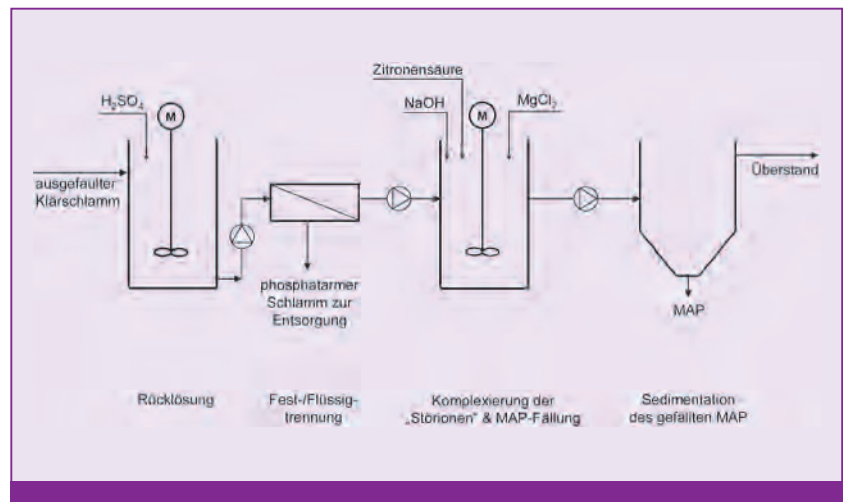 Zitronensäure
H₂SO₄
M
NaOH
M
MgCl₂
ausgefaulter
Klärschlamm
Überstand
phosphatarmer
Schlamm zur
Entsorgung
MAP
Rücklösung
Fest-/Flüssig-
trennung
Komplexierung der
„Störionen" & MAP-Fällung
Sedimentation
des gefällten MAP